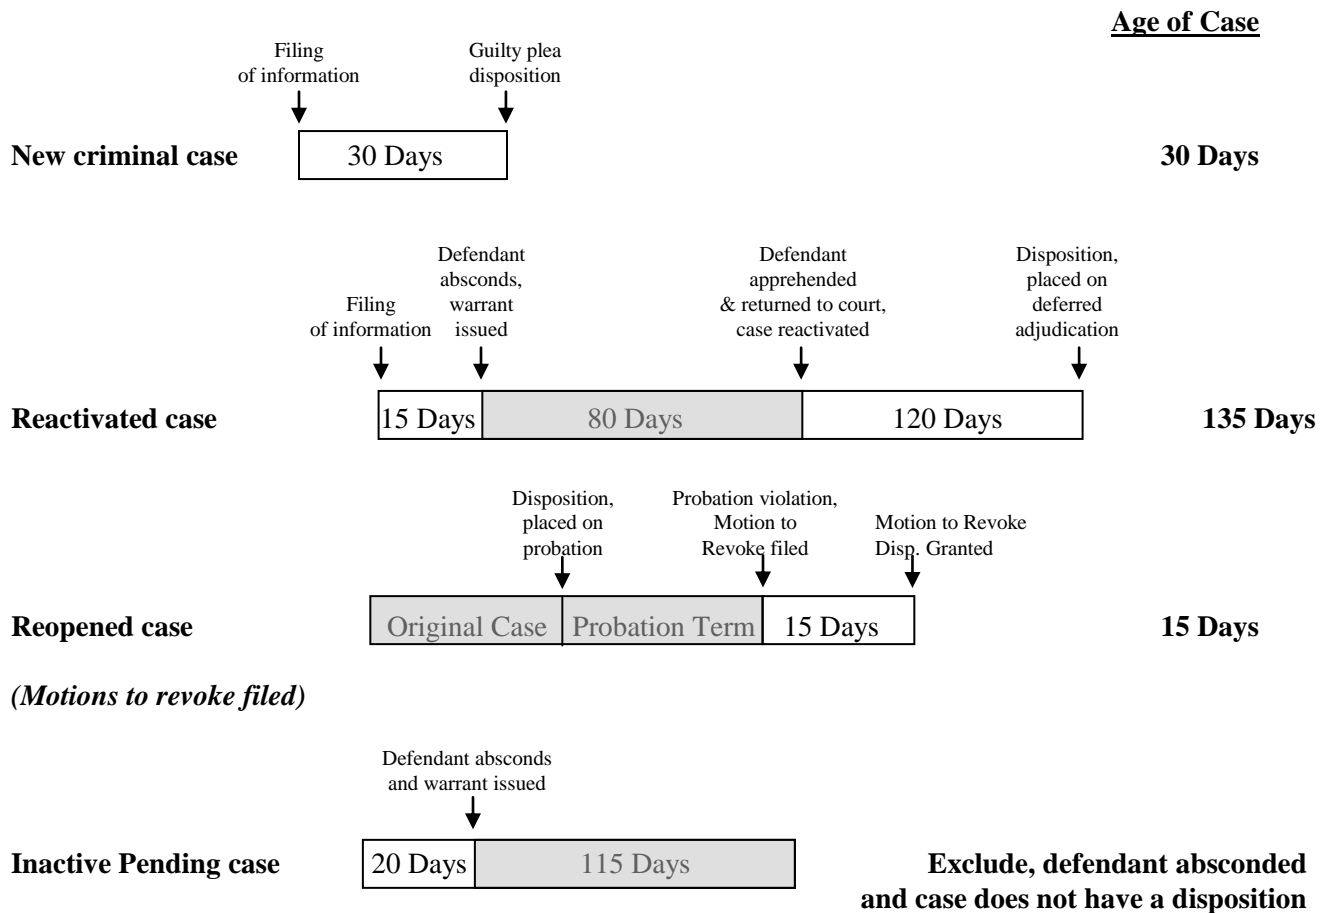 Age of Case
Filing
of information
Guilty plea
disposition
New criminal case
30 Days
30 Days
Filing
of information
Defendant
absconds,
warrant
issued
Defendant
apprehended
& returned to court,
case reactivated
Disposition,
placed on
deferred
adjudication
Reactivated case
15 Days
80 Days
120 Days
135 Days
Disposition,
placed on
probation
Probation violation,
Motion to
Revoke filed
Motion to Revoke
Disp. Granted
Reopened case
Original Case
Probation Term
15 Days
15 Days
(Motions to revoke filed)
Defendant absconds
and warrant issued
Inactive Pending case
20 Days
115 Days
Exclude, defendant absconded
and case does not have a disposition